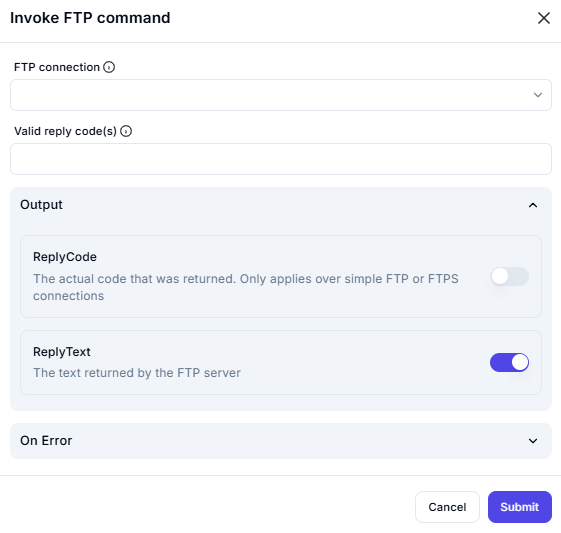 Invoke FTP command
FTP connection
Valid reply code(s)
Output
ReplyCode
The actual code that was returned. Only applies over simple FTP or FTPS
connections
ReplyText
The text returned by the FTP server
On Error
Cancel
Submit